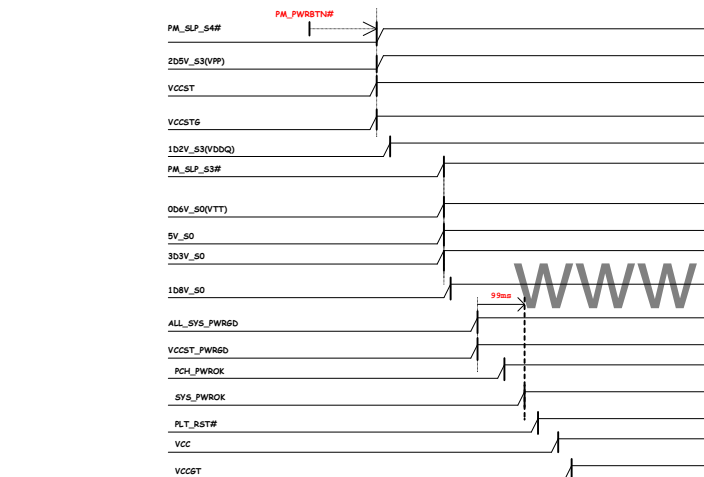 PM_PWRBTN#
PM_SLP_S4#
2D5V_S3(VPP)
VCCST
VCCSTG
1D2V_S3(VDDQ)
PM_SLP_S3#
0D6V_S0(VTT)
5V_S0
3D3V_S0
WWW
1D8V_S0
99ms
ALL_SYS_PWRGD
VCCST_PWRGD
PCH_PWROK
SYS_PWROK
PLT_RST#
VCC
VCCGT